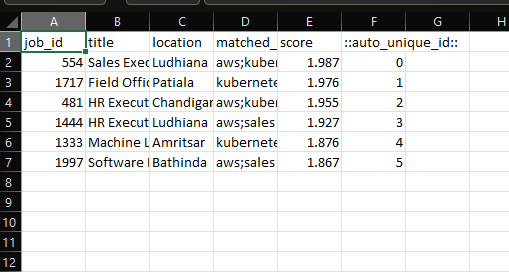 A B C D E F G H
1 job_id title location matched_ score ::auto_unique_id::
2 554 Sales Exec Ludhiana aws;kuber 1.987 0
3 1717 Field Offic Patiala kubernete 1.976 1
4 481 HR Execut Chandigar aws;kuber 1.955 2
5 1444 HR Execut Ludhiana aws;sales 1.927 3
6 1333 Machine L Amritsar kubernete 1.876 4
7 1997 Software Bathinda aws;sales 1.867 5
8
9
10
11
12